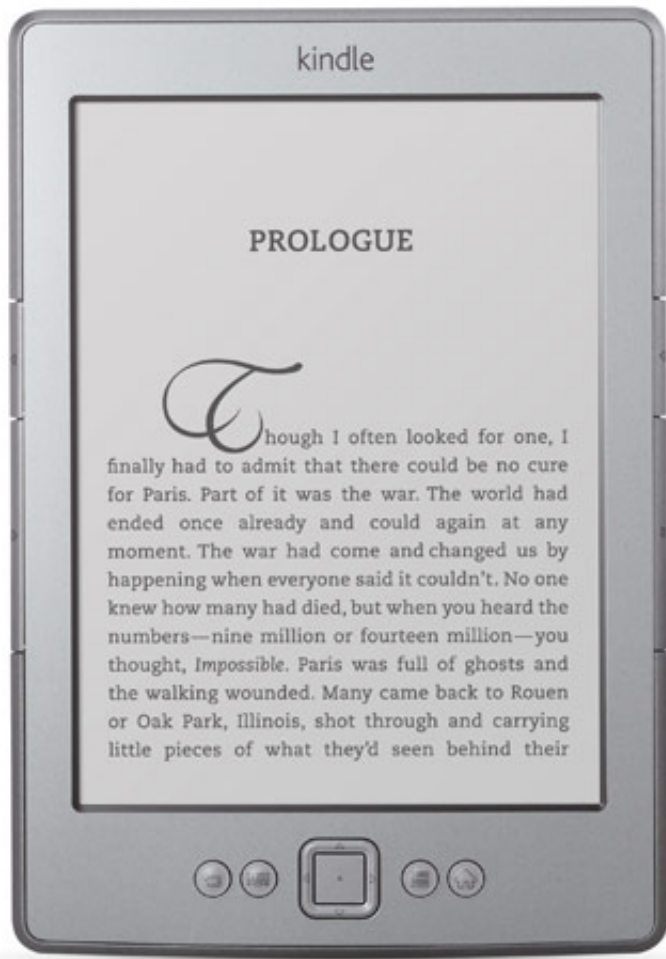 kindle
PROLOGUE
Though I often looked for one, I
finally had to admit that there could be no cure
for Paris. Part of it was the war. The world had
ended once already and could again at any
moment. The war had come and changed us by
happening when everyone said it couldn't. No one
knew how many had died, but when you heard the
numbers—nine million or fourteen million—you
thought, Impossible. Paris was full of ghosts and
the walking wounded. Many came back to Rouen
or Oak Park, Illinois, shot through and carrying
little pieces of what they'd seen behind their